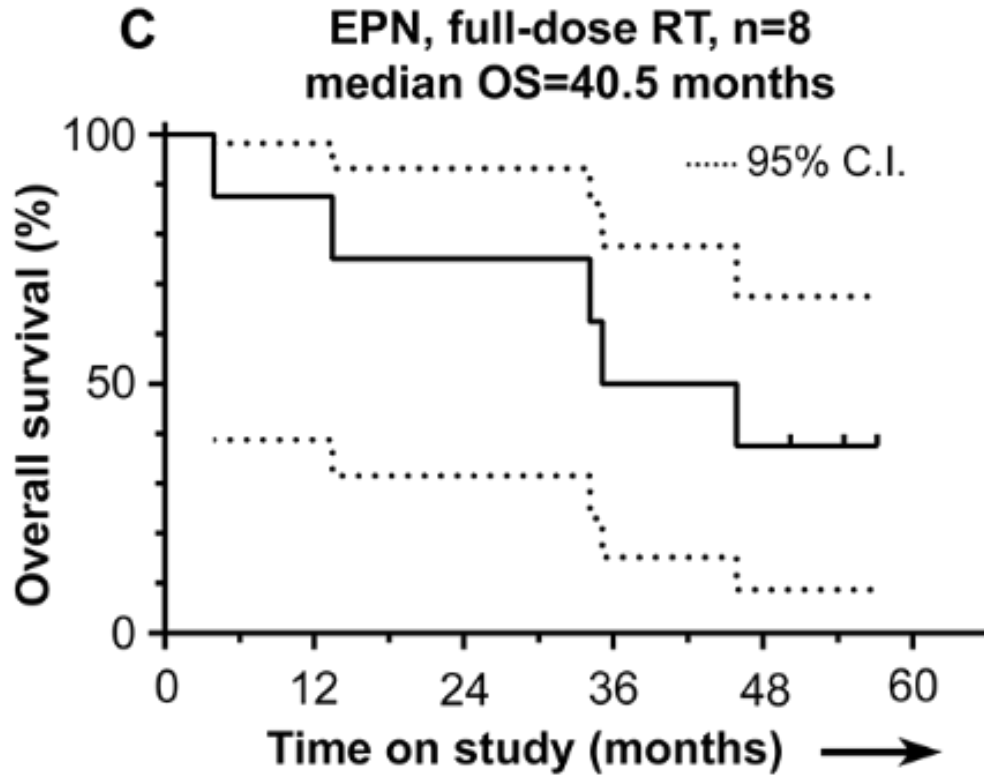 C
EPN, full-dose RT, n=8
median OS=40.5 months
95% C.I.
Overall survival (%)
100
50
0
0 12 24 36 48 60
Time on study (months)